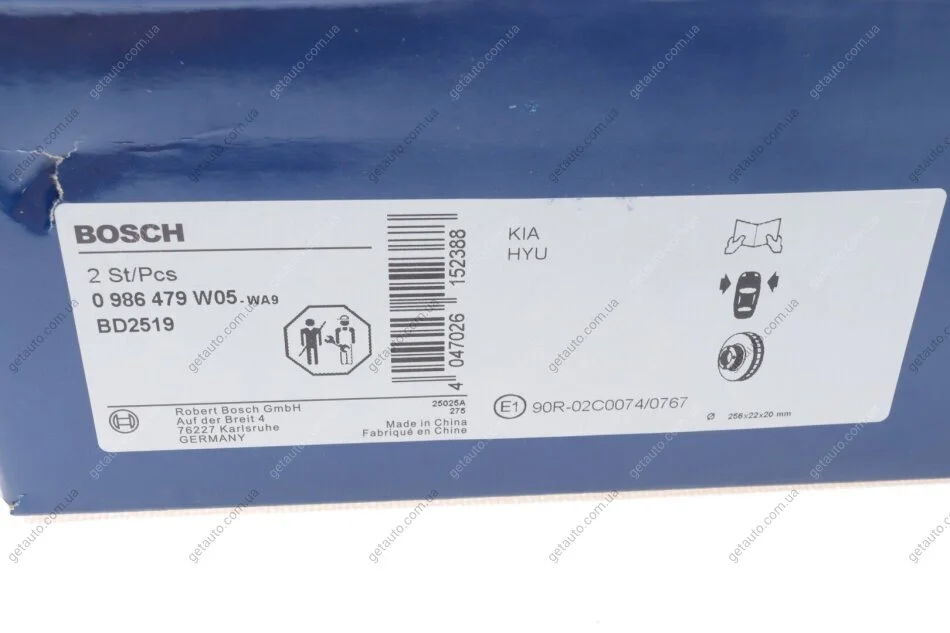 BOSCH
2 St/Pcs
0 986 479 W05-WA9
BD2519
4 047026 152388
KIA
HYU
Robert Bosch GmbH
Auf der Breit 4
76227 Karlsruhe
GERMANY
25025A
275
Made in China
Fabriqué en Chine
E1 90R-02C0074/0767
Ø 256x22x20 mm
getauto.com.ua